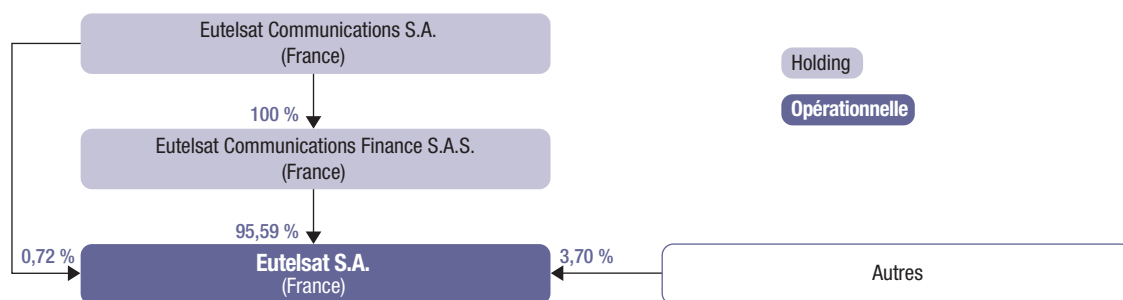 Eutelsat Communications S.A.
(France)
Holding
Opérationnelle
100 %
Eutelsat Communications Finance S.A.S.
(France)
95,59 %
0,72 %
Eutelsat S.A.
(France)
3,70 %
Autres